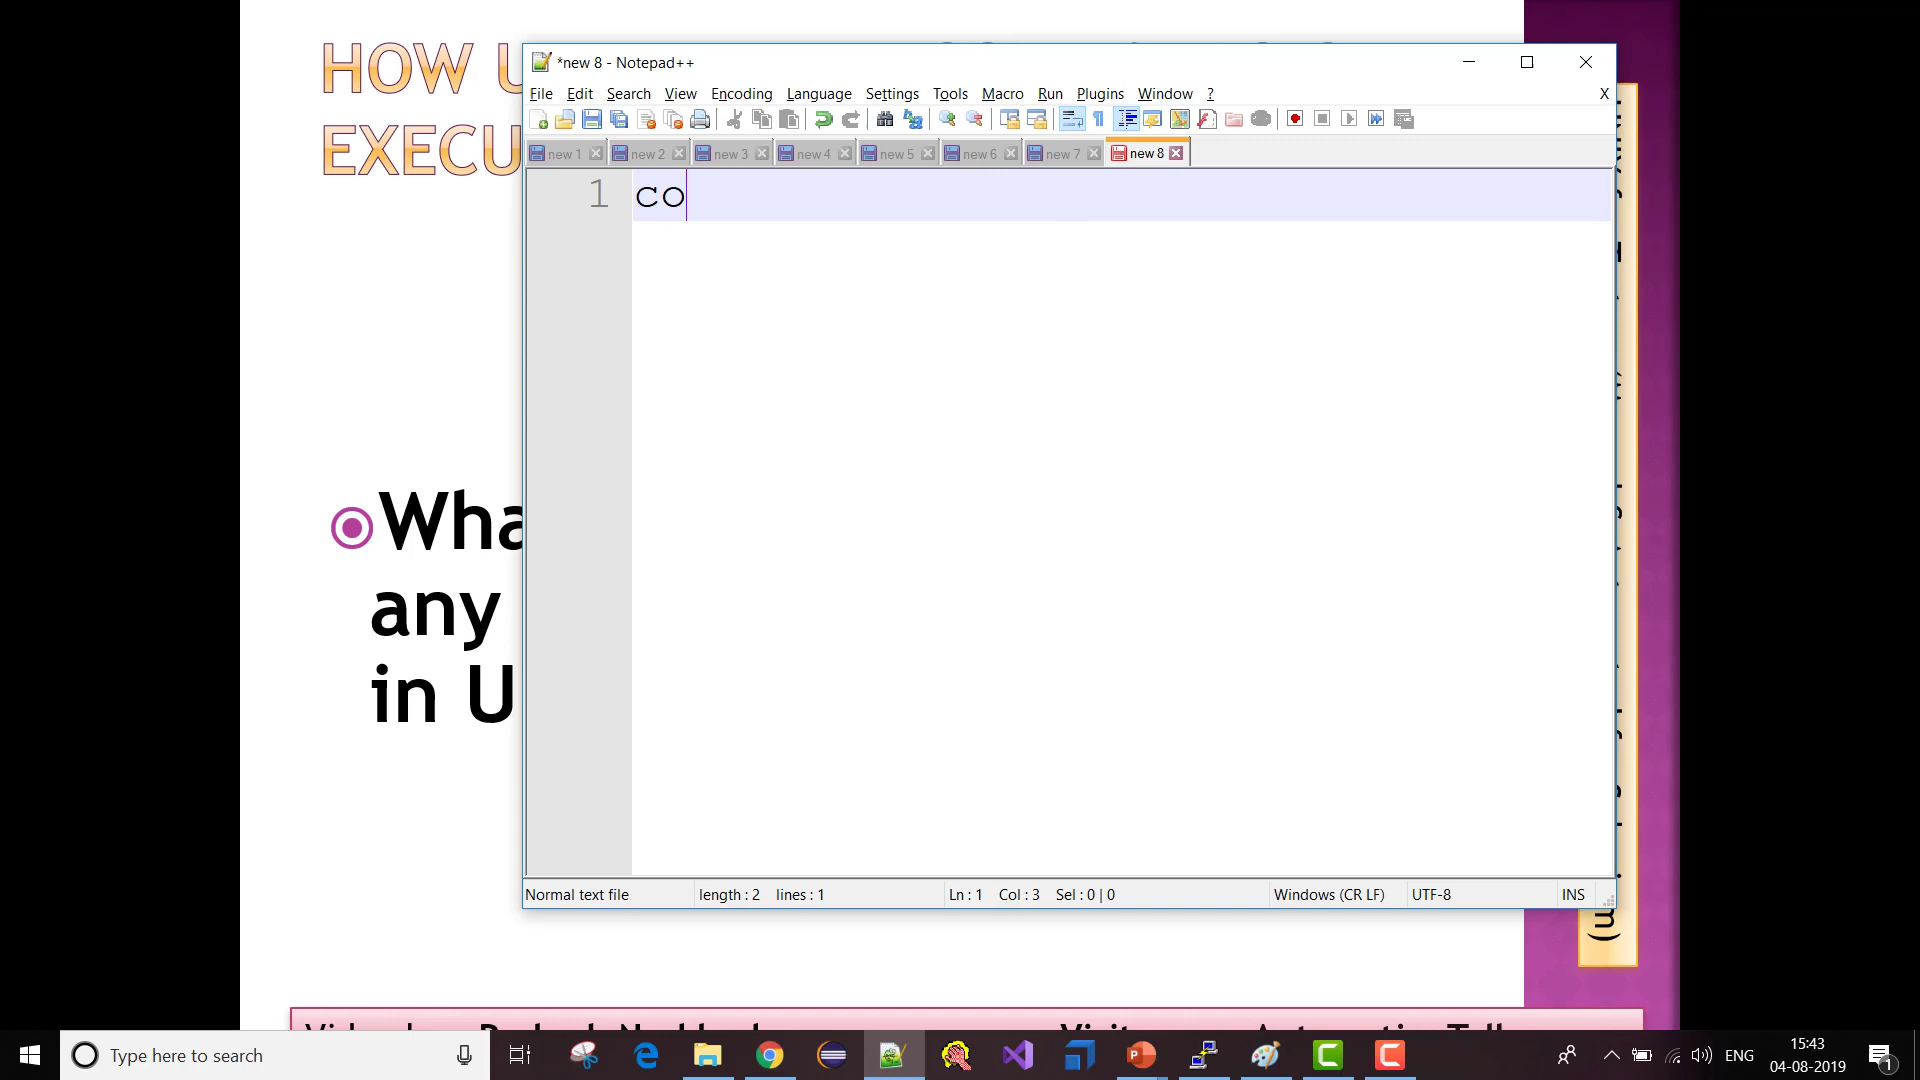 HOW U
EXECU
*new 8 - Notepad++
File Edit Search View Encoding Language Settings Tools Macro Run Plugins Window ? X
new 1 new 2 new 3 new 4 new 5 new 6 new 7 new 8
1 co
Wha
any
in U
Normal text file length : 2 lines : 1 Ln : 1 Col : 3 Sel : 0 | 0 Windows (CR LF) UTF-8 INS
m)
Type here to search
ENG
15:43
04-08-2019
1